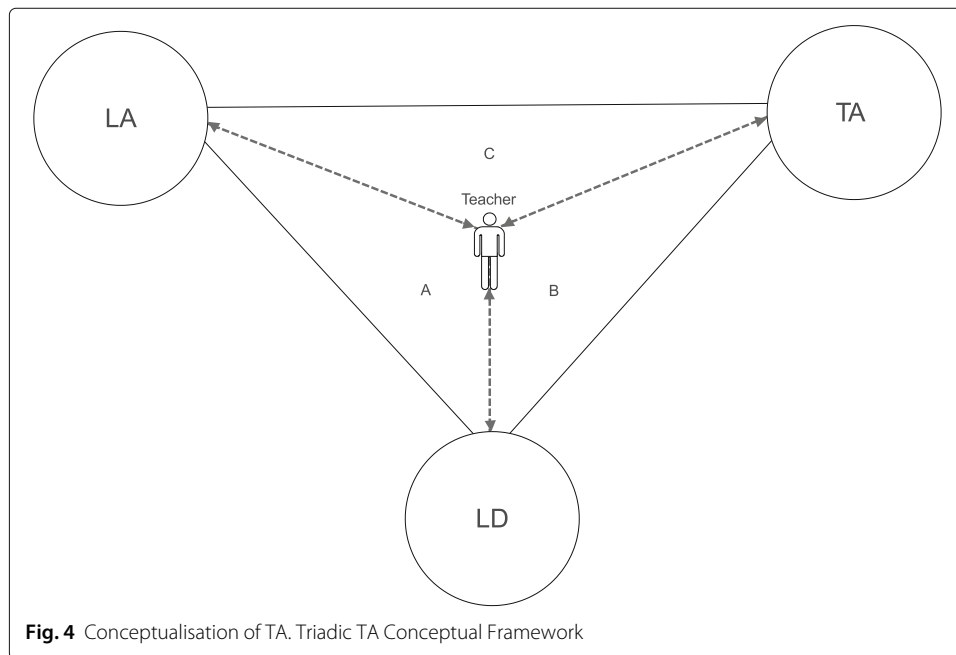 LA
TA
C
Teacher
A
B
LD
Fig. 4 Conceptualisation of TA. Triadic TA Conceptual Framework